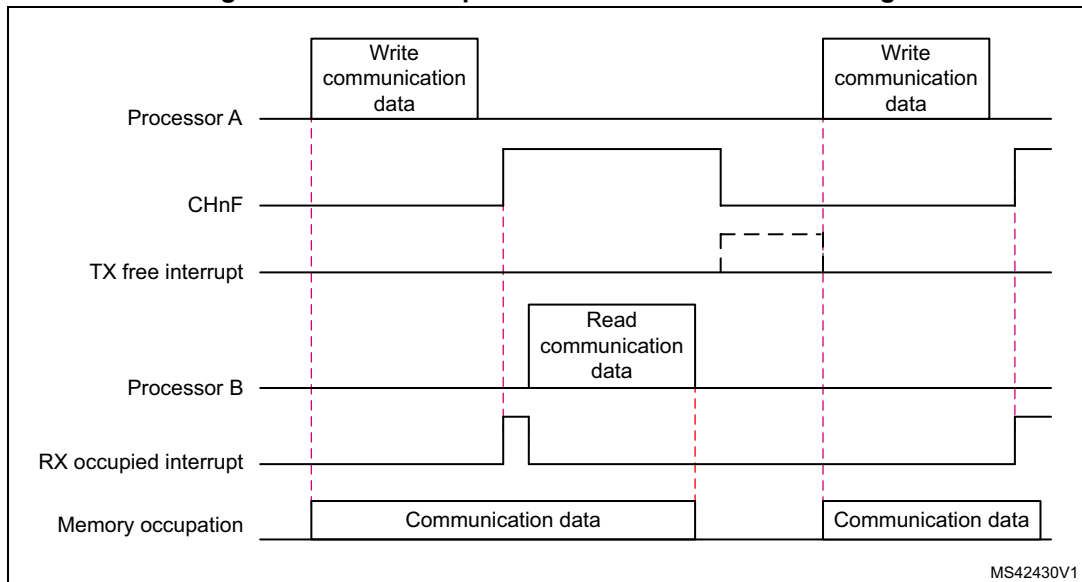 Write
communication
data
Write
communication
data
Processor A
CHnF
TX free interrupt
Read
communication
data
Processor B
RX occupied interrupt
Memory occupation
Communication data
Communication data
MS42430V1